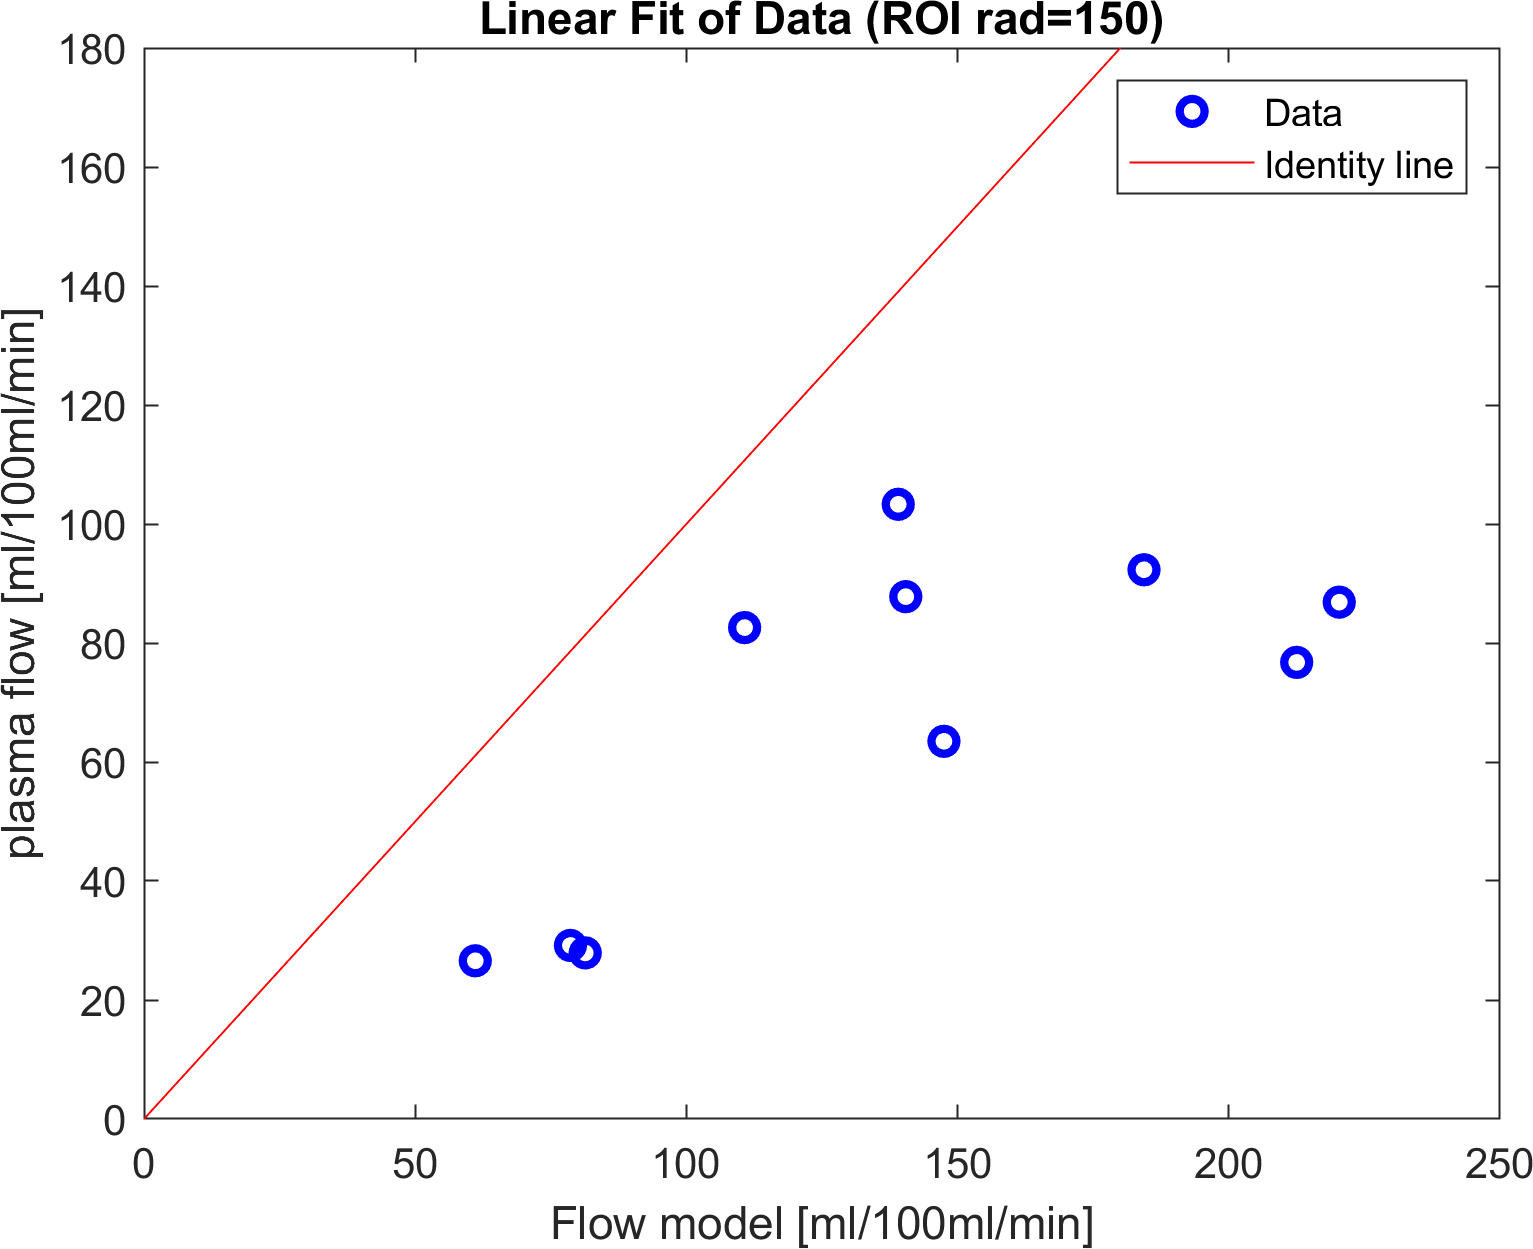 Linear Fit of Data (ROI rad=150)
180
160
140
120
100
80
60
40
20
0
plasma flow [ml/100ml/min]
Data
Identity line
0 50 100 150 200 250
Flow model [ml/100ml/min]